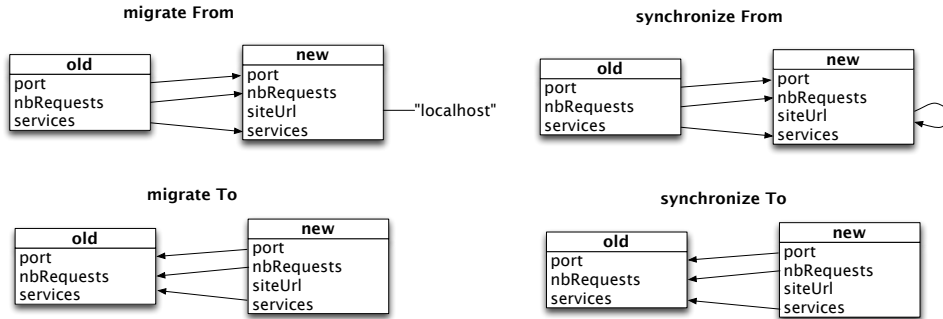 migrate From
old
port
nbRequests
services
new
port
nbRequests
siteUrl
services
"localhost"
synchronize From
old
port
nbRequests
services
new
port
nbRequests
siteUrl
services
migrate To
old
port
nbRequests
services
new
port
nbRequests
siteUrl
services
synchronize To
old
port
nbRequests
services
new
port
nbRequests
siteUrl
services